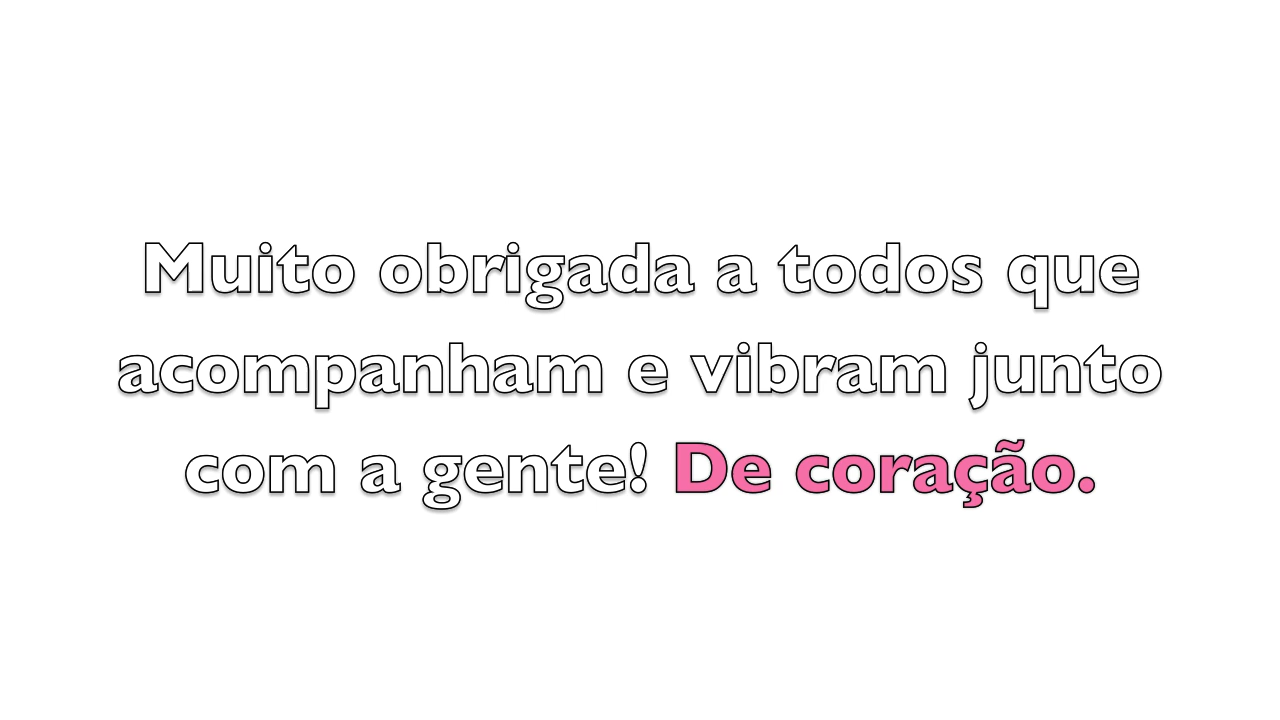 Muito obrigada a todos que
acompanham e vibram junto
com a gente! De coração.